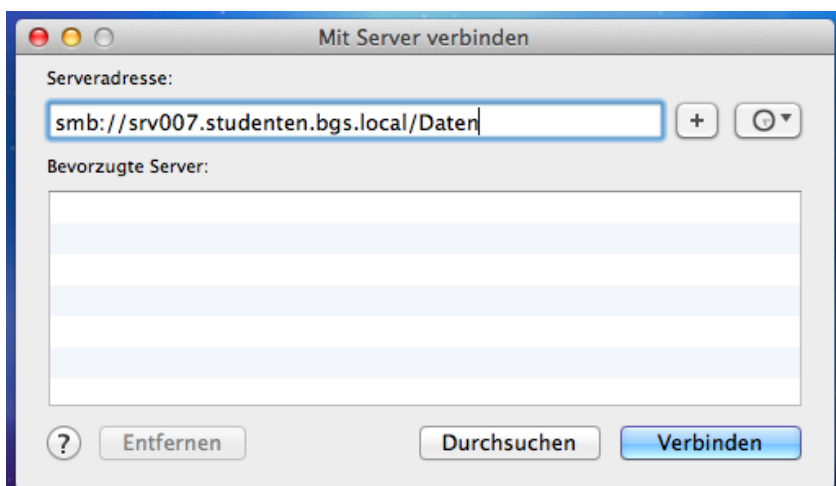 Mit Server verbinden
Serveradresse:
smb://srv007.studenten.bgs.local/Daten
+
Bevorzugte Server:
? Entfernen Durchsuchen Verbinden